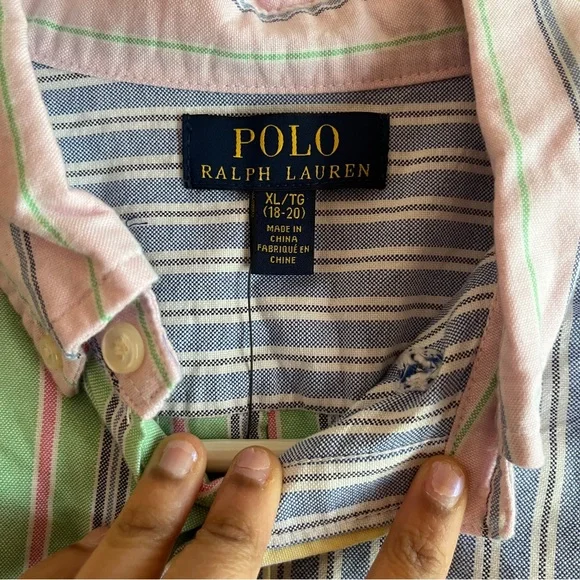 POLO
RALPH LAUREN
XL/TG
(18-20)
MADE IN
CHINA
FABRIQUÉ EN
CHINE